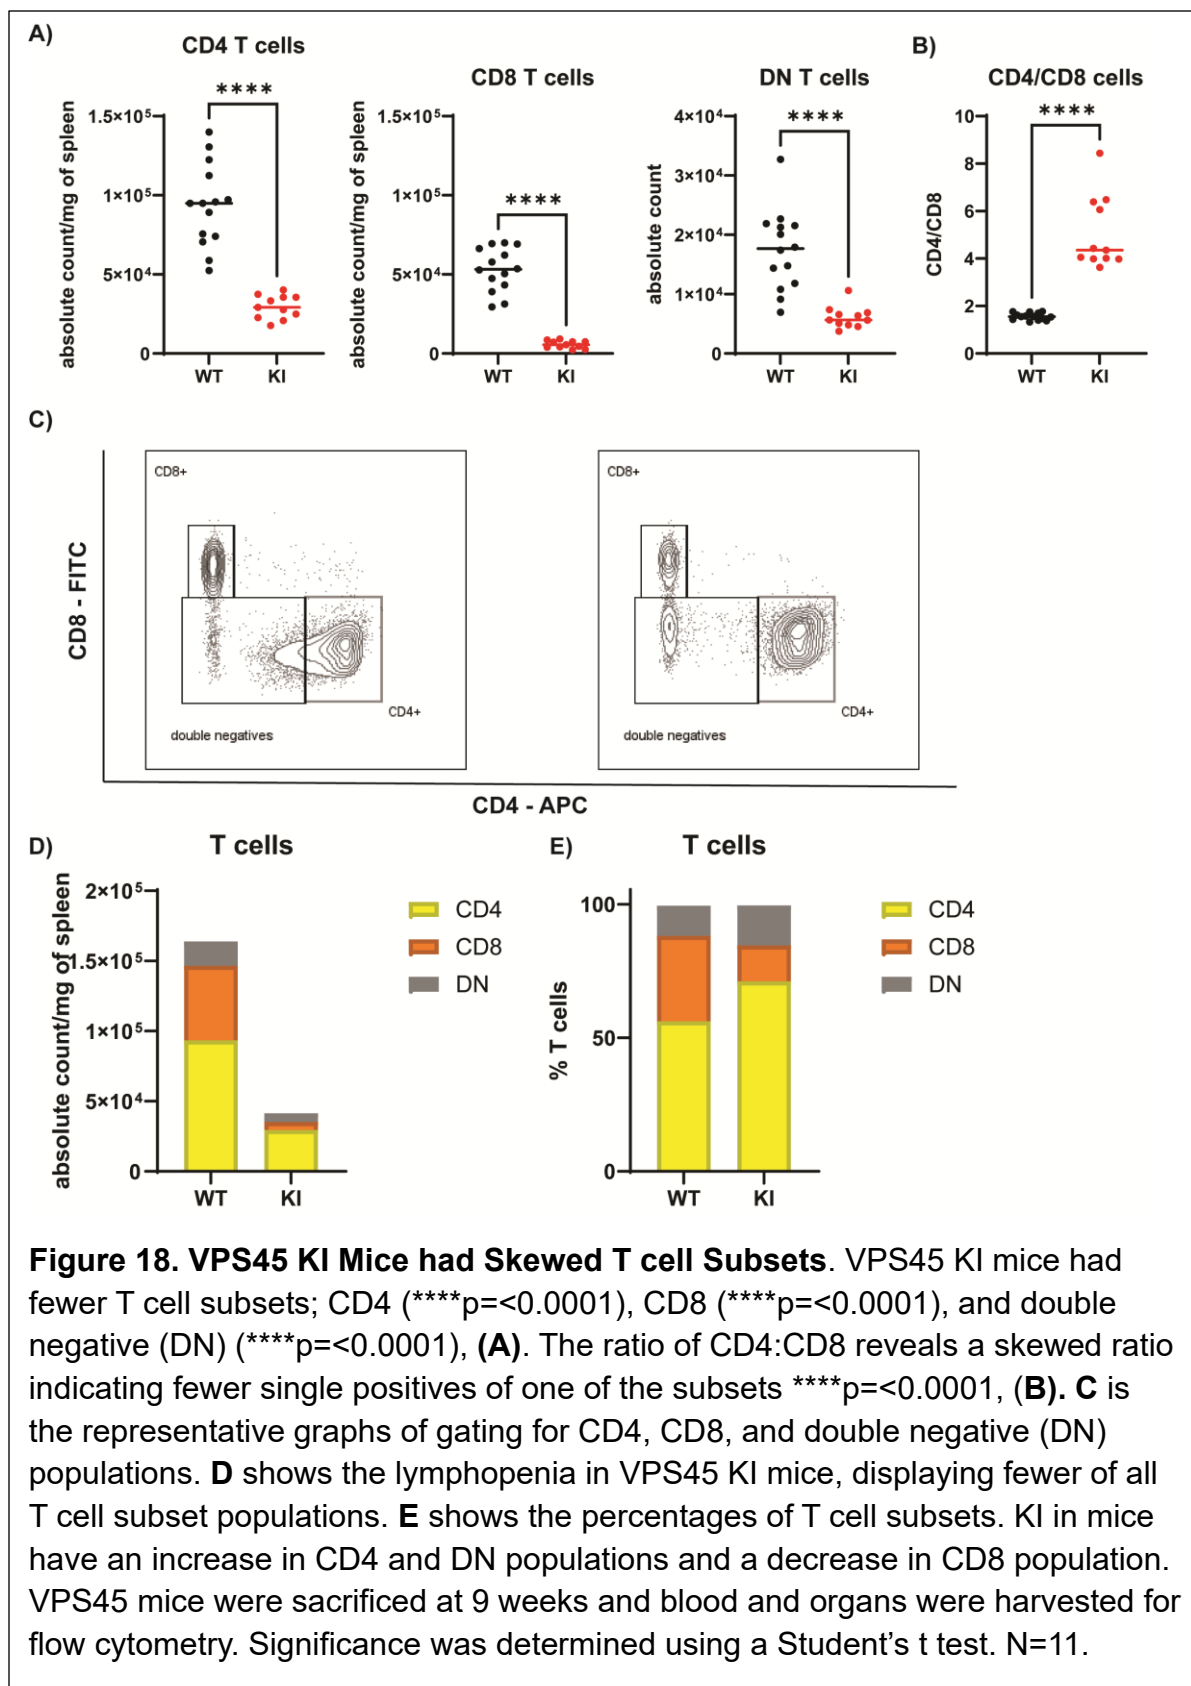 A)
CD4 T cells
****
absolute count/mg of spleen
1.5×10⁵
1×10⁵
5×10⁴
0
WT KI
CD8 T cells
****
absolute count/mg of spleen
1.5×10⁵
1×10⁵
5×10⁴
0
WT KI
DN T cells
****
absolute count
4×10⁴
3×10⁴
2×10⁴
1×10⁴
0
WT KI
B)
CD4/CD8 cells
****
CD4/CD8
10
8
6
4
2
0
WT KI
C)
CD8 - FITC
CD8+
CD4+
double negatives
CD8+
CD4+
double negatives
CD4 - APC
D)
T cells
absolute count/mg of spleen
2×10⁵
1.5×10⁵
1×10⁵
5×10⁴
0
WT KI
CD4
CD8
DN
E)
T cells
% T cells
100
50
0
WT KI
CD4
CD8
DN
Figure 18. VPS45 KI Mice had Skewed T cell Subsets. VPS45 KI mice had
fewer T cell subsets; CD4 (****p=<0.0001), CD8 (****p=<0.0001), and double
negative (DN) (****p=<0.0001), (A). The ratio of CD4:CD8 reveals a skewed ratio
indicating fewer single positives of one of the subsets ****p=<0.0001, (B). C is
the representative graphs of gating for CD4, CD8, and double negative (DN)
populations. D shows the lymphopenia in VPS45 KI mice, displaying fewer of all
T cell subset populations. E shows the percentages of T cell subsets. KI in mice
have an increase in CD4 and DN populations and a decrease in CD8 population.
VPS45 mice were sacrificed at 9 weeks and blood and organs were harvested for
flow cytometry. Significance was determined using a Student’s t test. N=11.